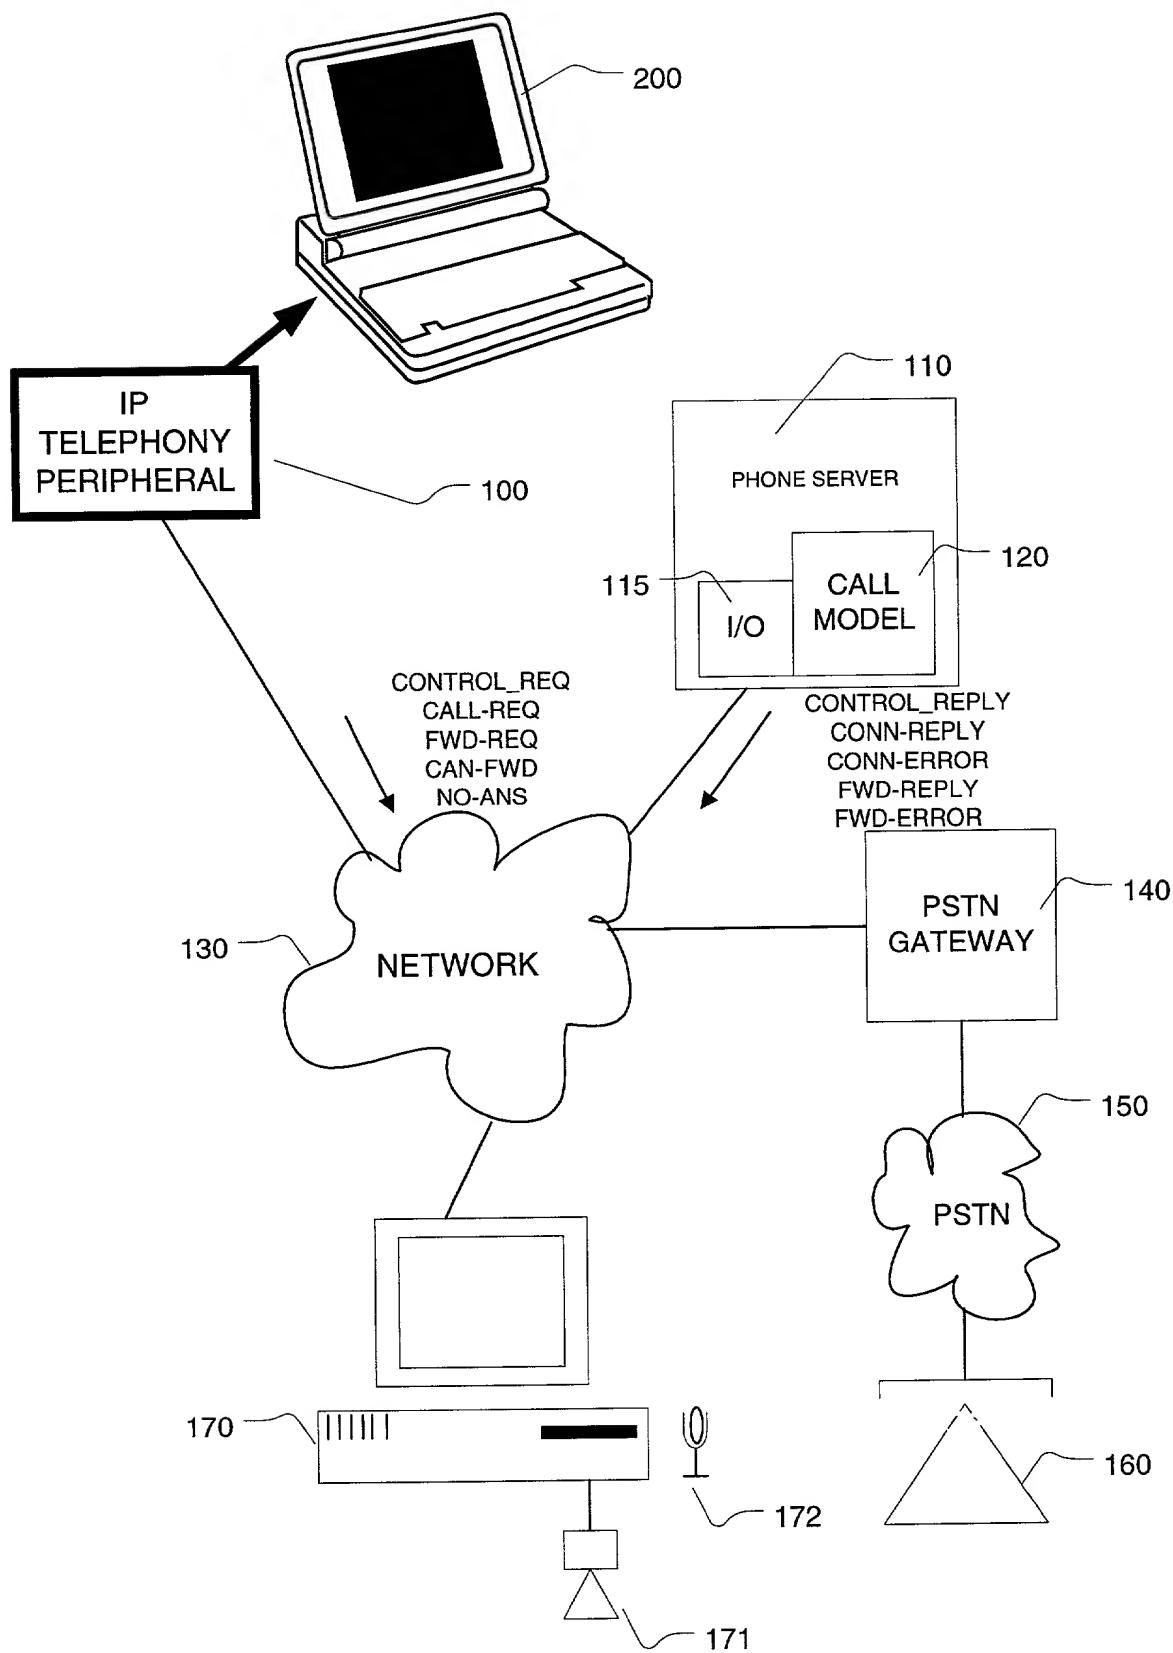 200
IP
TELEPHONY
PERIPHERAL
100
110
PHONE SERVER
115
I/O
120
CALL
MODEL
CONTROL_REQ
CALL-REQ
FWD-REQ
CAN-FWD
NO-ANS
CONTROL_REPLY
CONN-REPLY
CONN-ERROR
FWD-REPLY
FWD-ERROR
130
NETWORK
140
PSTN
GATEWAY
150
PSTN
170
160
172
171